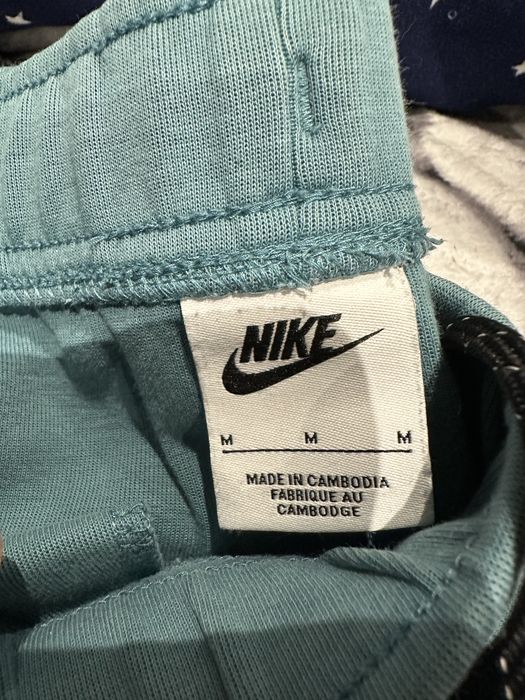 NIKE
M M M
MADE IN CAMBODIA
FABRIQUE AU
CAMBODGE